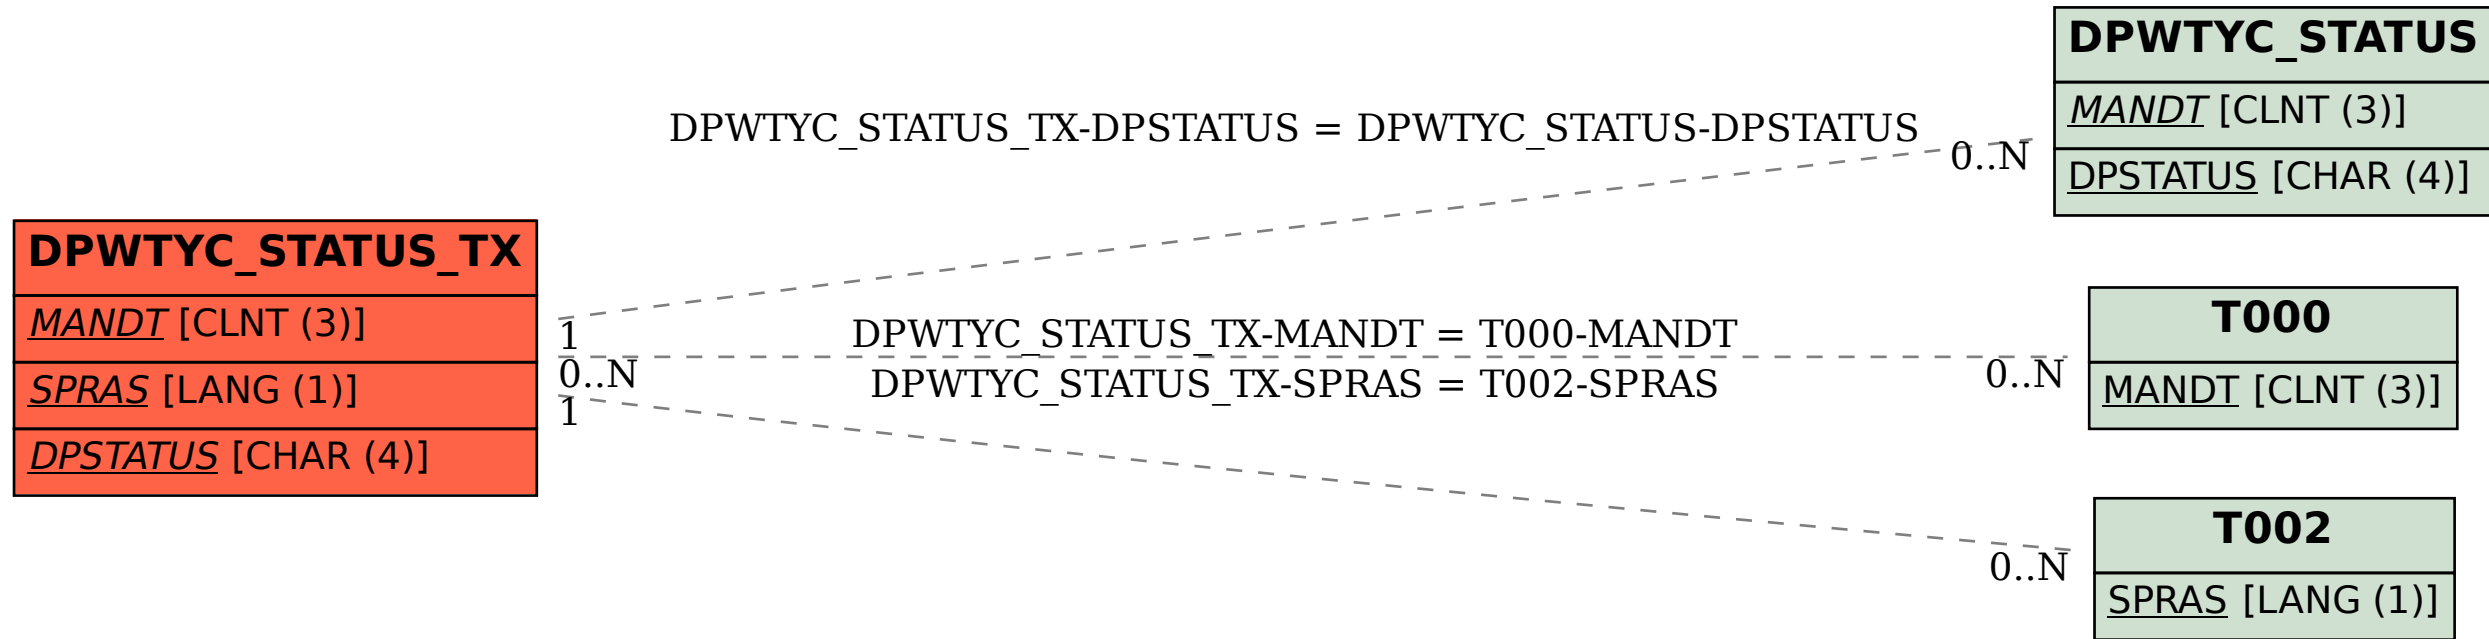 DPWTYC_STATUS
MANDT [CLNT (3)]
DPSTATUS [CHAR (4)]
DPWTYC_STATUS_TX-DPSTATUS = DPWTYC_STATUS-DPSTATUS
0..N
DPWTYC_STATUS_TX
MANDT [CLNT (3)]
SPRAS [LANG (1)]
DPSTATUS [CHAR (4)]
1
0..N
1
DPWTYC_STATUS_TX-MANDT = T000-MANDT
DPWTYC_STATUS_TX-SPRAS = T002-SPRAS
0..N
T000
MANDT [CLNT (3)]
0..N
T002
SPRAS [LANG (1)]